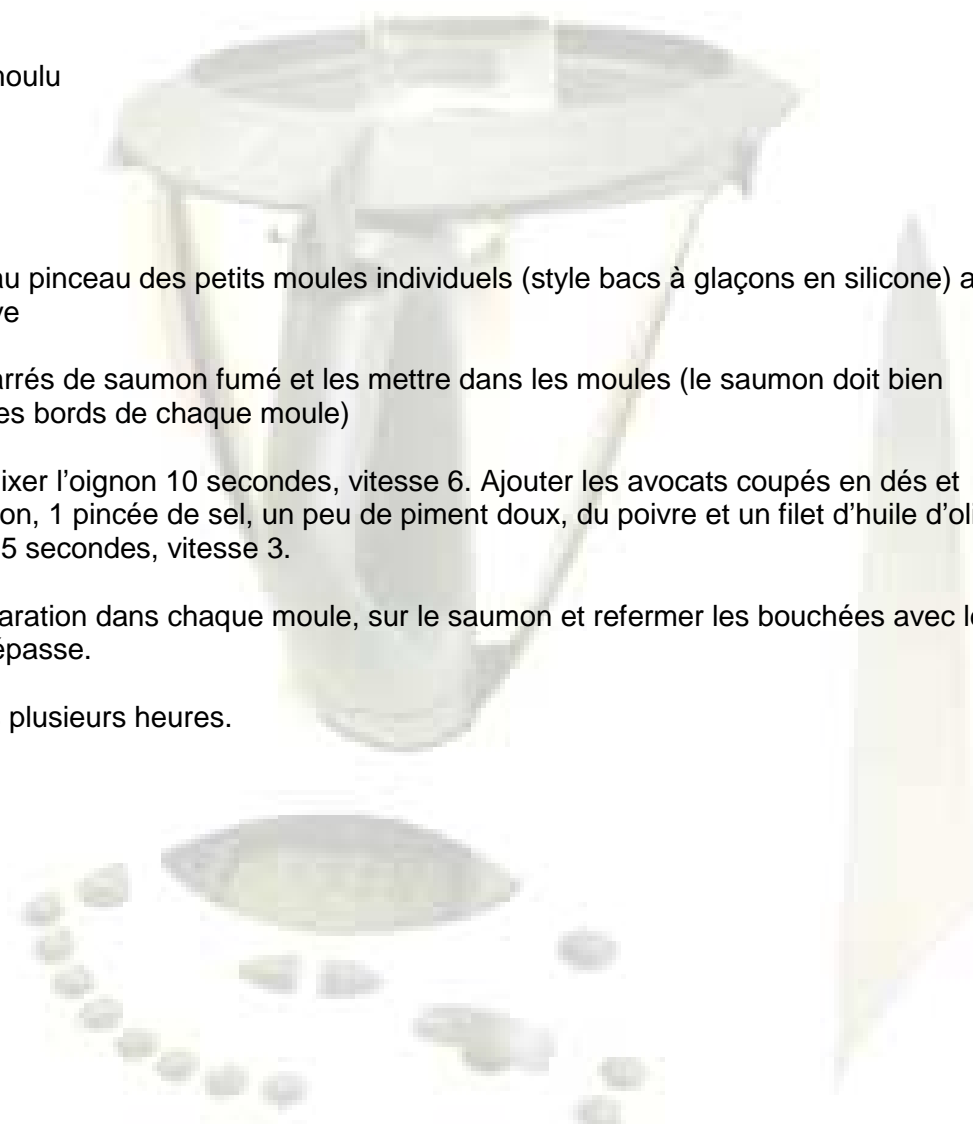 moulu
au pinceau des petits moules individuels (style bacs à glaçons en silicone) a
ve
arrés de saumon fumé et les mettre dans les moules (le saumon doit bien
es bords de chaque moule)
ixer l’oignon 10 secondes, vitesse 6. Ajouter les avocats coupés en dés et
on, 1 pincée de sel, un peu de piment doux, du poivre et un filet d’huile d’oli
5 secondes, vitesse 3.
aration dans chaque moule, sur le saumon et refermer les bouchées avec le
épasse.
plusieurs heures.